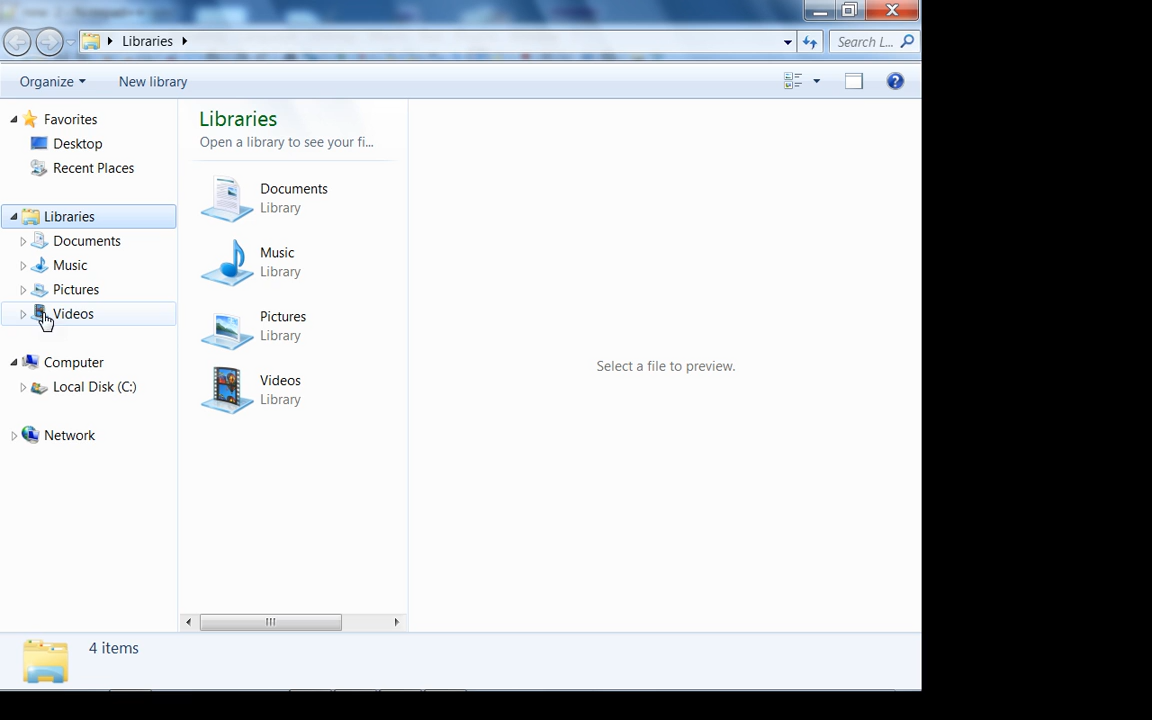 Libraries
Search L...
Organize
New library
Favorites
Desktop
Recent Places
Libraries
Documents
Music
Pictures
Videos
Computer
Local Disk (C:)
Network
Libraries
Open a library to see your fi...
Documents
Library
Music
Library
Pictures
Library
Videos
Library
Select a file to preview.
4 items